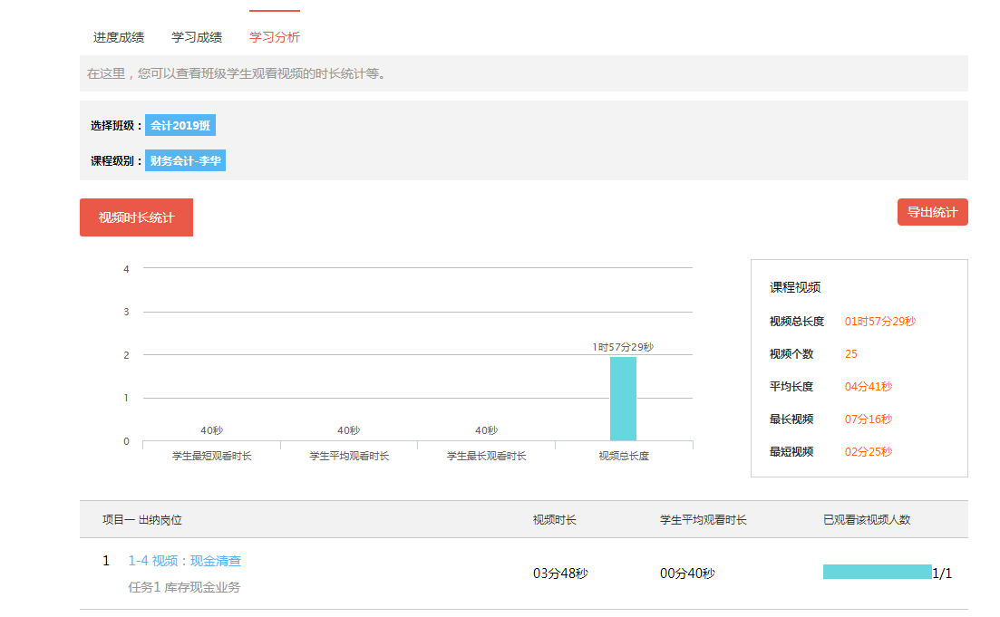 进度成绩 学习成绩 学习分析
在这里，您可以查看班级学生观看视频的时长统计等。
选择班级： 会计2019班
课程级别： 财务会计-李华
视频时长统计 导出统计
4
3
2
1
0
40秒 40秒 40秒 1时57分29秒
学生最短观看时长 学生平均观看时长 学生最长观看时长 视频总长度
课程视频
视频总长度 01时57分29秒
视频个数 25
平均长度 04分41秒
最长视频 07分16秒
最短视频 02分25秒
项目一 出纳岗位 视频时长 学生平均观看时长 已观看该视频人数
1 1-4 视频：现金清查 03分48秒 00分40秒 1/1
任务1 库存现金业务